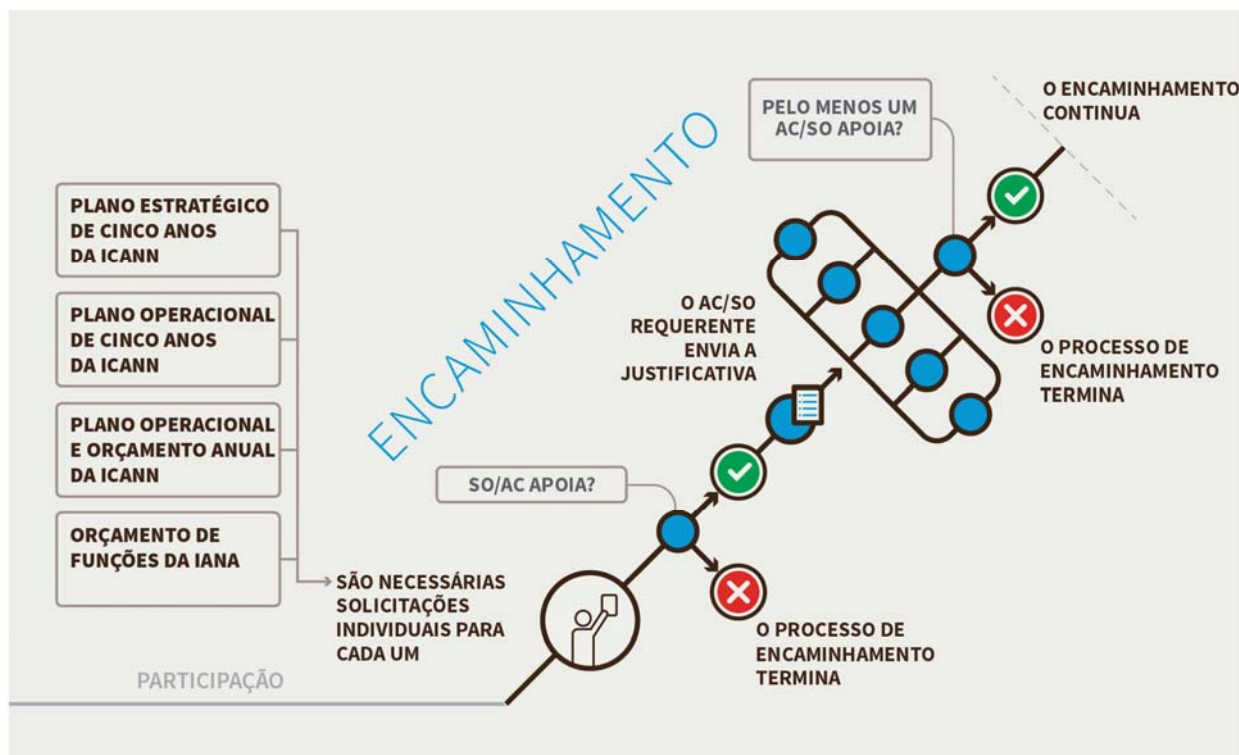 PLANO ESTRATÉGICO
DE CINCO ANOS
DA ICANN
PLANO OPERACIONAL
DE CINCO ANOS
DA ICANN
PLANO OPERACIONAL
E ORÇAMENTO ANUAL
DA ICANN
ORÇAMENTO DE
FUNÇÕES DA IANA
SÃO NECESSÁRIAS
SOLICITAÇÕES
INDIVIDUAIS PARA
CADA UM
PARTICIPAÇÃO
ENCAMINHAMENTO
SO/AC APOIA?
O PROCESSO DE
ENCAMINHAMENTO
TERMINA
O AC/SO
REQUERENTE
ENVIA A
JUSTIFICATIVA
PELO MENOS UM
AC/SO APOIA?
O PROCESSO DE
ENCAMINHAMENTO
TERMINA
O ENCAMINHAMENTO
CONTINUA